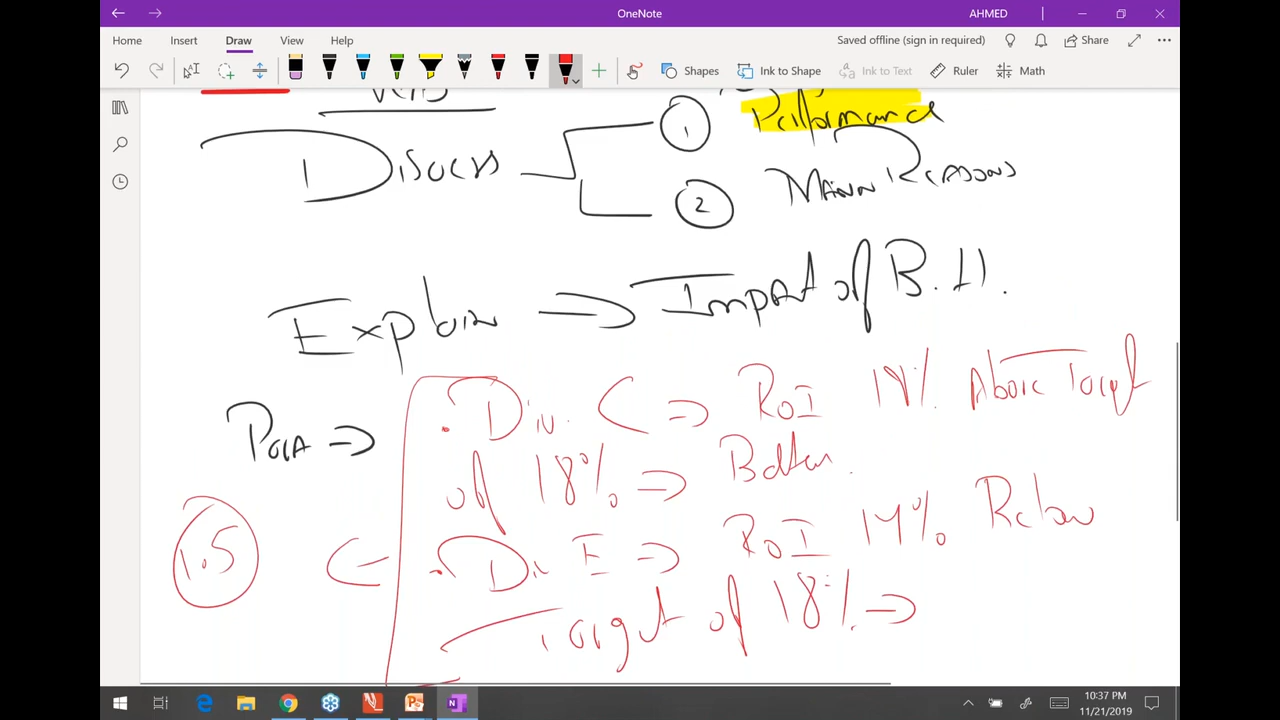 OneNote
AHMED
Home Insert Draw View Help
Saved offline (sign in required)
Share
Shapes
Ink to Shape
Ink to Text
Ruler
Math
Performance
1
Discuss
2
Main Reasons
Explain ⇒ Impact of B.
Para ⇒
. Div. C ⇒ ROI 19% Above Target
of 18% ⇒ Better.
. Div E ⇒ ROI 14% Below
Target of 18% ⇒
1.5
10:37 PM
11/21/2019